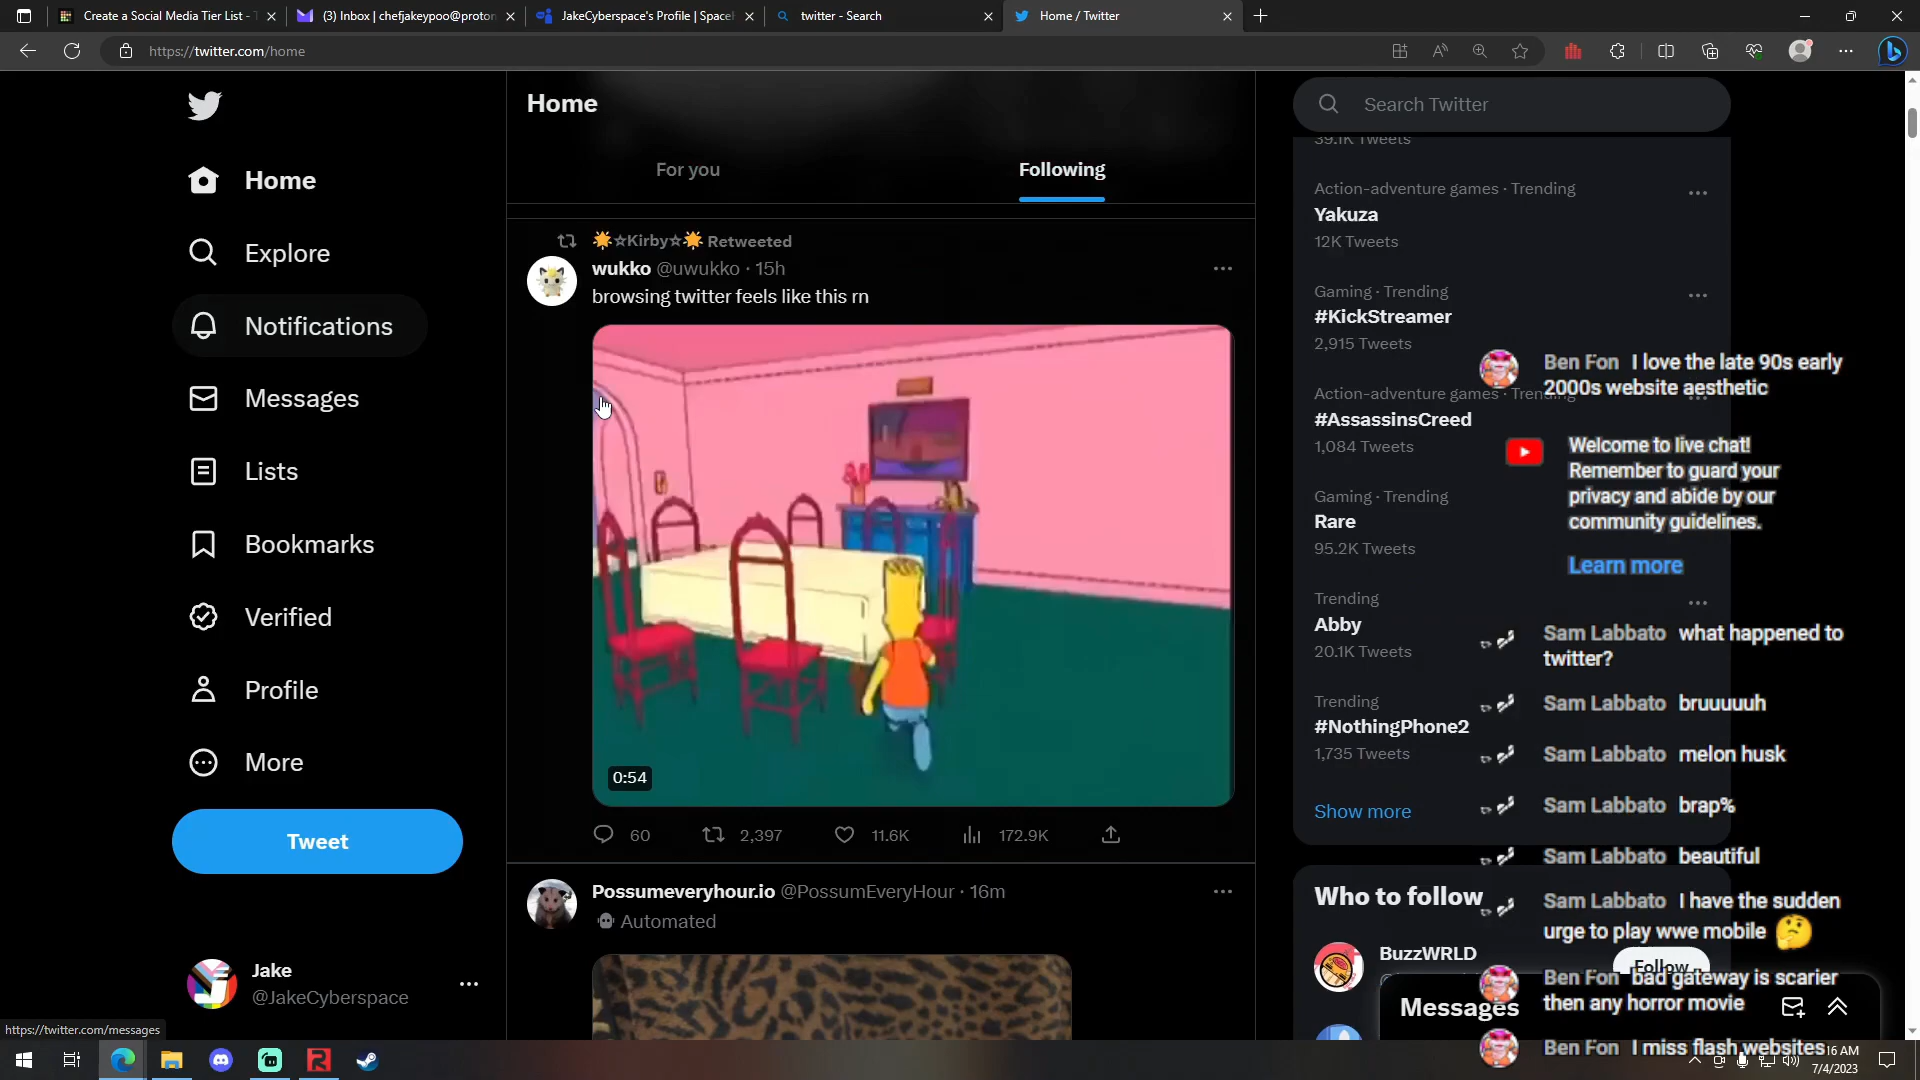 Create a Social Media Tier List - T
(3) Inbox | chefjakeypoo@proton
JakeCyberspace's Profile | Space
twitter - Search
Home / Twitter
https://twitter.com/home
Home
Search Twitter
39.1K Tweets
For you
Following
Home
Explore
Notifications
Messages
Lists
Bookmarks
Verified
Profile
More
Tweet
Jake
@JakeCyberspace
https://twitter.com/messages
🌟☆Kirby☆🌟 Retweeted
wukko @uwukko · 15h
browsing twitter feels like this rn
0:54
60
2,397
11.6K
172.9K
Possumeveryhour.io @PossumEveryHour · 16m
Automated
Action-adventure games · Trending
Yakuza
12K Tweets
Gaming · Trending
#KickStreamer
2,915 Tweets
Action-adventure games · Trending
#AssassinsCreed
1,084 Tweets
Gaming · Trending
Rare
95.2K Tweets
Trending
Abby
20.1K Tweets
Trending
#NothingPhone2
1,735 Tweets
Show more
Who to follow
BuzzWRLD
Follow
Messages
Ben Fon I love the late 90s early
2000s website aesthetic
Welcome to live chat!
Remember to guard your
privacy and abide by our
community guidelines.
Learn more
Sam Labbato what happened to
twitter?
Sam Labbato bruuuuuh
Sam Labbato melon husk
Sam Labbato brap%
Sam Labbato beautiful
Sam Labbato I have the sudden
urge to play wwe mobile 🤔
Ben Fon bad gateway is scarier
then any horror movie
Ben Fon I miss flash websites
16 AM
7/4/2023